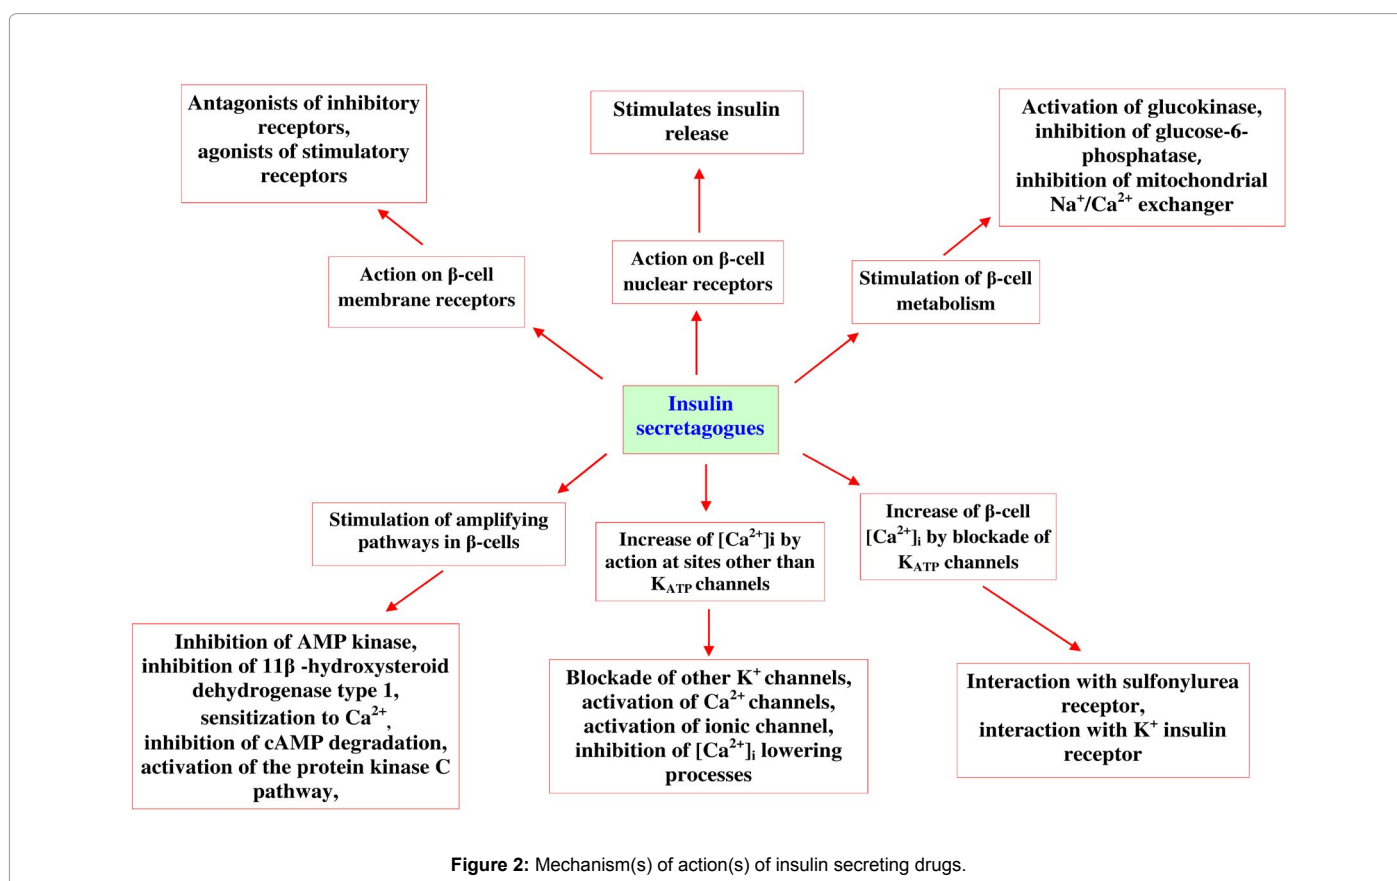 Antagonists of inhibitory
receptors,
agonists of stimulatory
receptors
Stimulates insulin
release
Activation of glucokinase,
inhibition of glucose-6-
phosphatase,
inhibition of mitochondrial
Na⁺/Ca²⁺ exchanger
Action on β-cell
membrane receptors
Action on β-cell
nuclear receptors
Stimulation of β-cell
metabolism
Insulin
secretagogues
Stimulation of amplifying
pathways in β-cells
Increase of [Ca²⁺]i by
action at sites other than
K_ATP channels
Increase of β-cell
[Ca²⁺]ᵢ by blockade of
K_ATP channels
Inhibition of AMP kinase,
inhibition of 11β -hydroxysteroid
dehydrogenase type 1,
sensitization to Ca²⁺,
inhibition of cAMP degradation,
activation of the protein kinase C
pathway,
Blockade of other K⁺ channels,
activation of Ca²⁺ channels,
activation of ionic channel,
inhibition of [Ca²⁺]ᵢ lowering
processes
Interaction with sulfonylurea
receptor,
interaction with K⁺ insulin
receptor
Figure 2: Mechanism(s) of action(s) of insulin secreting drugs.